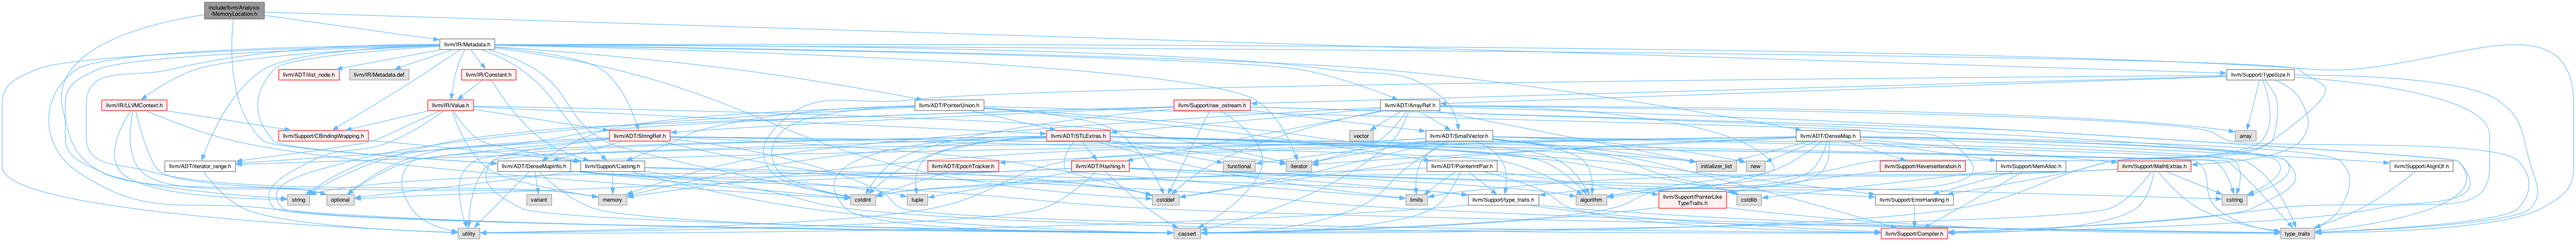 include/llvm/Analysis
/MemoryLocation.h
llvm/IR/Metadata.h
llvm/ADT/ilist_node.h
llvm/IR/Metadata.def
llvm/IR/Constant.h
llvm/Support/TypeSize.h
llvm/IR/LLVMContext.h
llvm/IR/Value.h
llvm/ADT/PointerUnion.h
llvm/Support/raw_ostream.h
llvm/ADT/ArrayRef.h
llvm/Support/CBindingWrapping.h
llvm/ADT/StringRef.h
llvm/ADT/STLExtras.h
vector
llvm/ADT/SmallVector.h
llvm/ADT/DenseMap.h
array
llvm/ADT/iterator_range.h
llvm/ADT/DenseMapInfo.h
llvm/Support/Casting.h
llvm/ADT/EpochTracker.h
llvm/ADT/Hashing.h
functional
iterator
llvm/ADT/PointerIntPair.h
initializer_list
new
llvm/Support/ReverseIteration.h
llvm/Support/MemAlloc.h
llvm/Support/MathExtras.h
llvm/Support/AlignOf.h
string
optional
variant
memory
cstdint
tuple
cstddef
limits
llvm/Support/type_traits.h
algorithm
llvm/Support/PointerLike
TypeTraits.h
cstdlib
llvm/Support/ErrorHandling.h
cstring
utility
cassert
llvm/Support/Compiler.h
type_traits